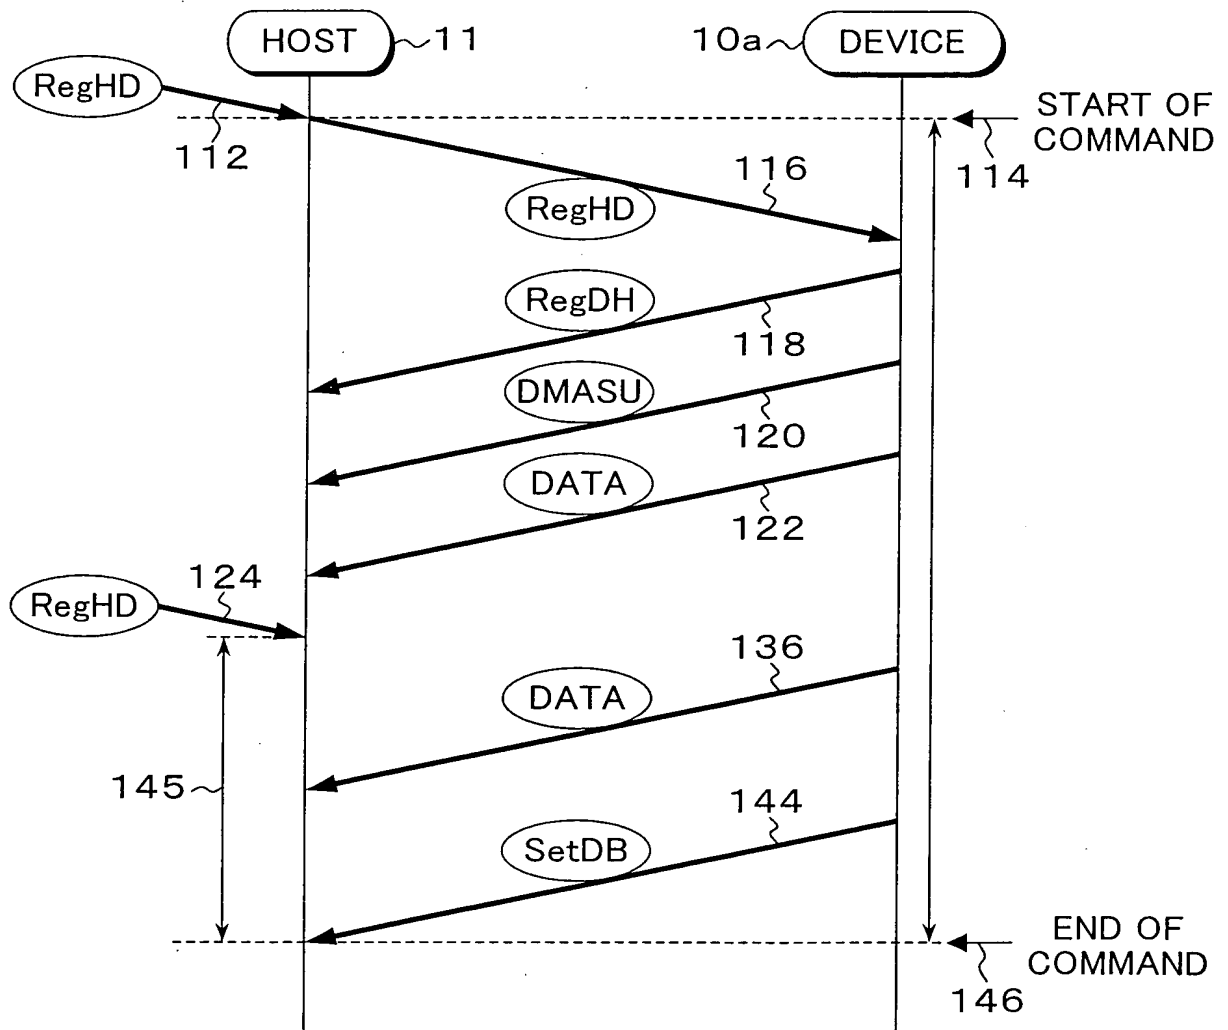 HOST
11
10a
DEVICE
RegHD
112
START OF
COMMAND
114
116
RegHD
RegDH
118
DMASU
120
DATA
122
124
RegHD
136
DATA
145
144
SetDB
END OF
COMMAND
146